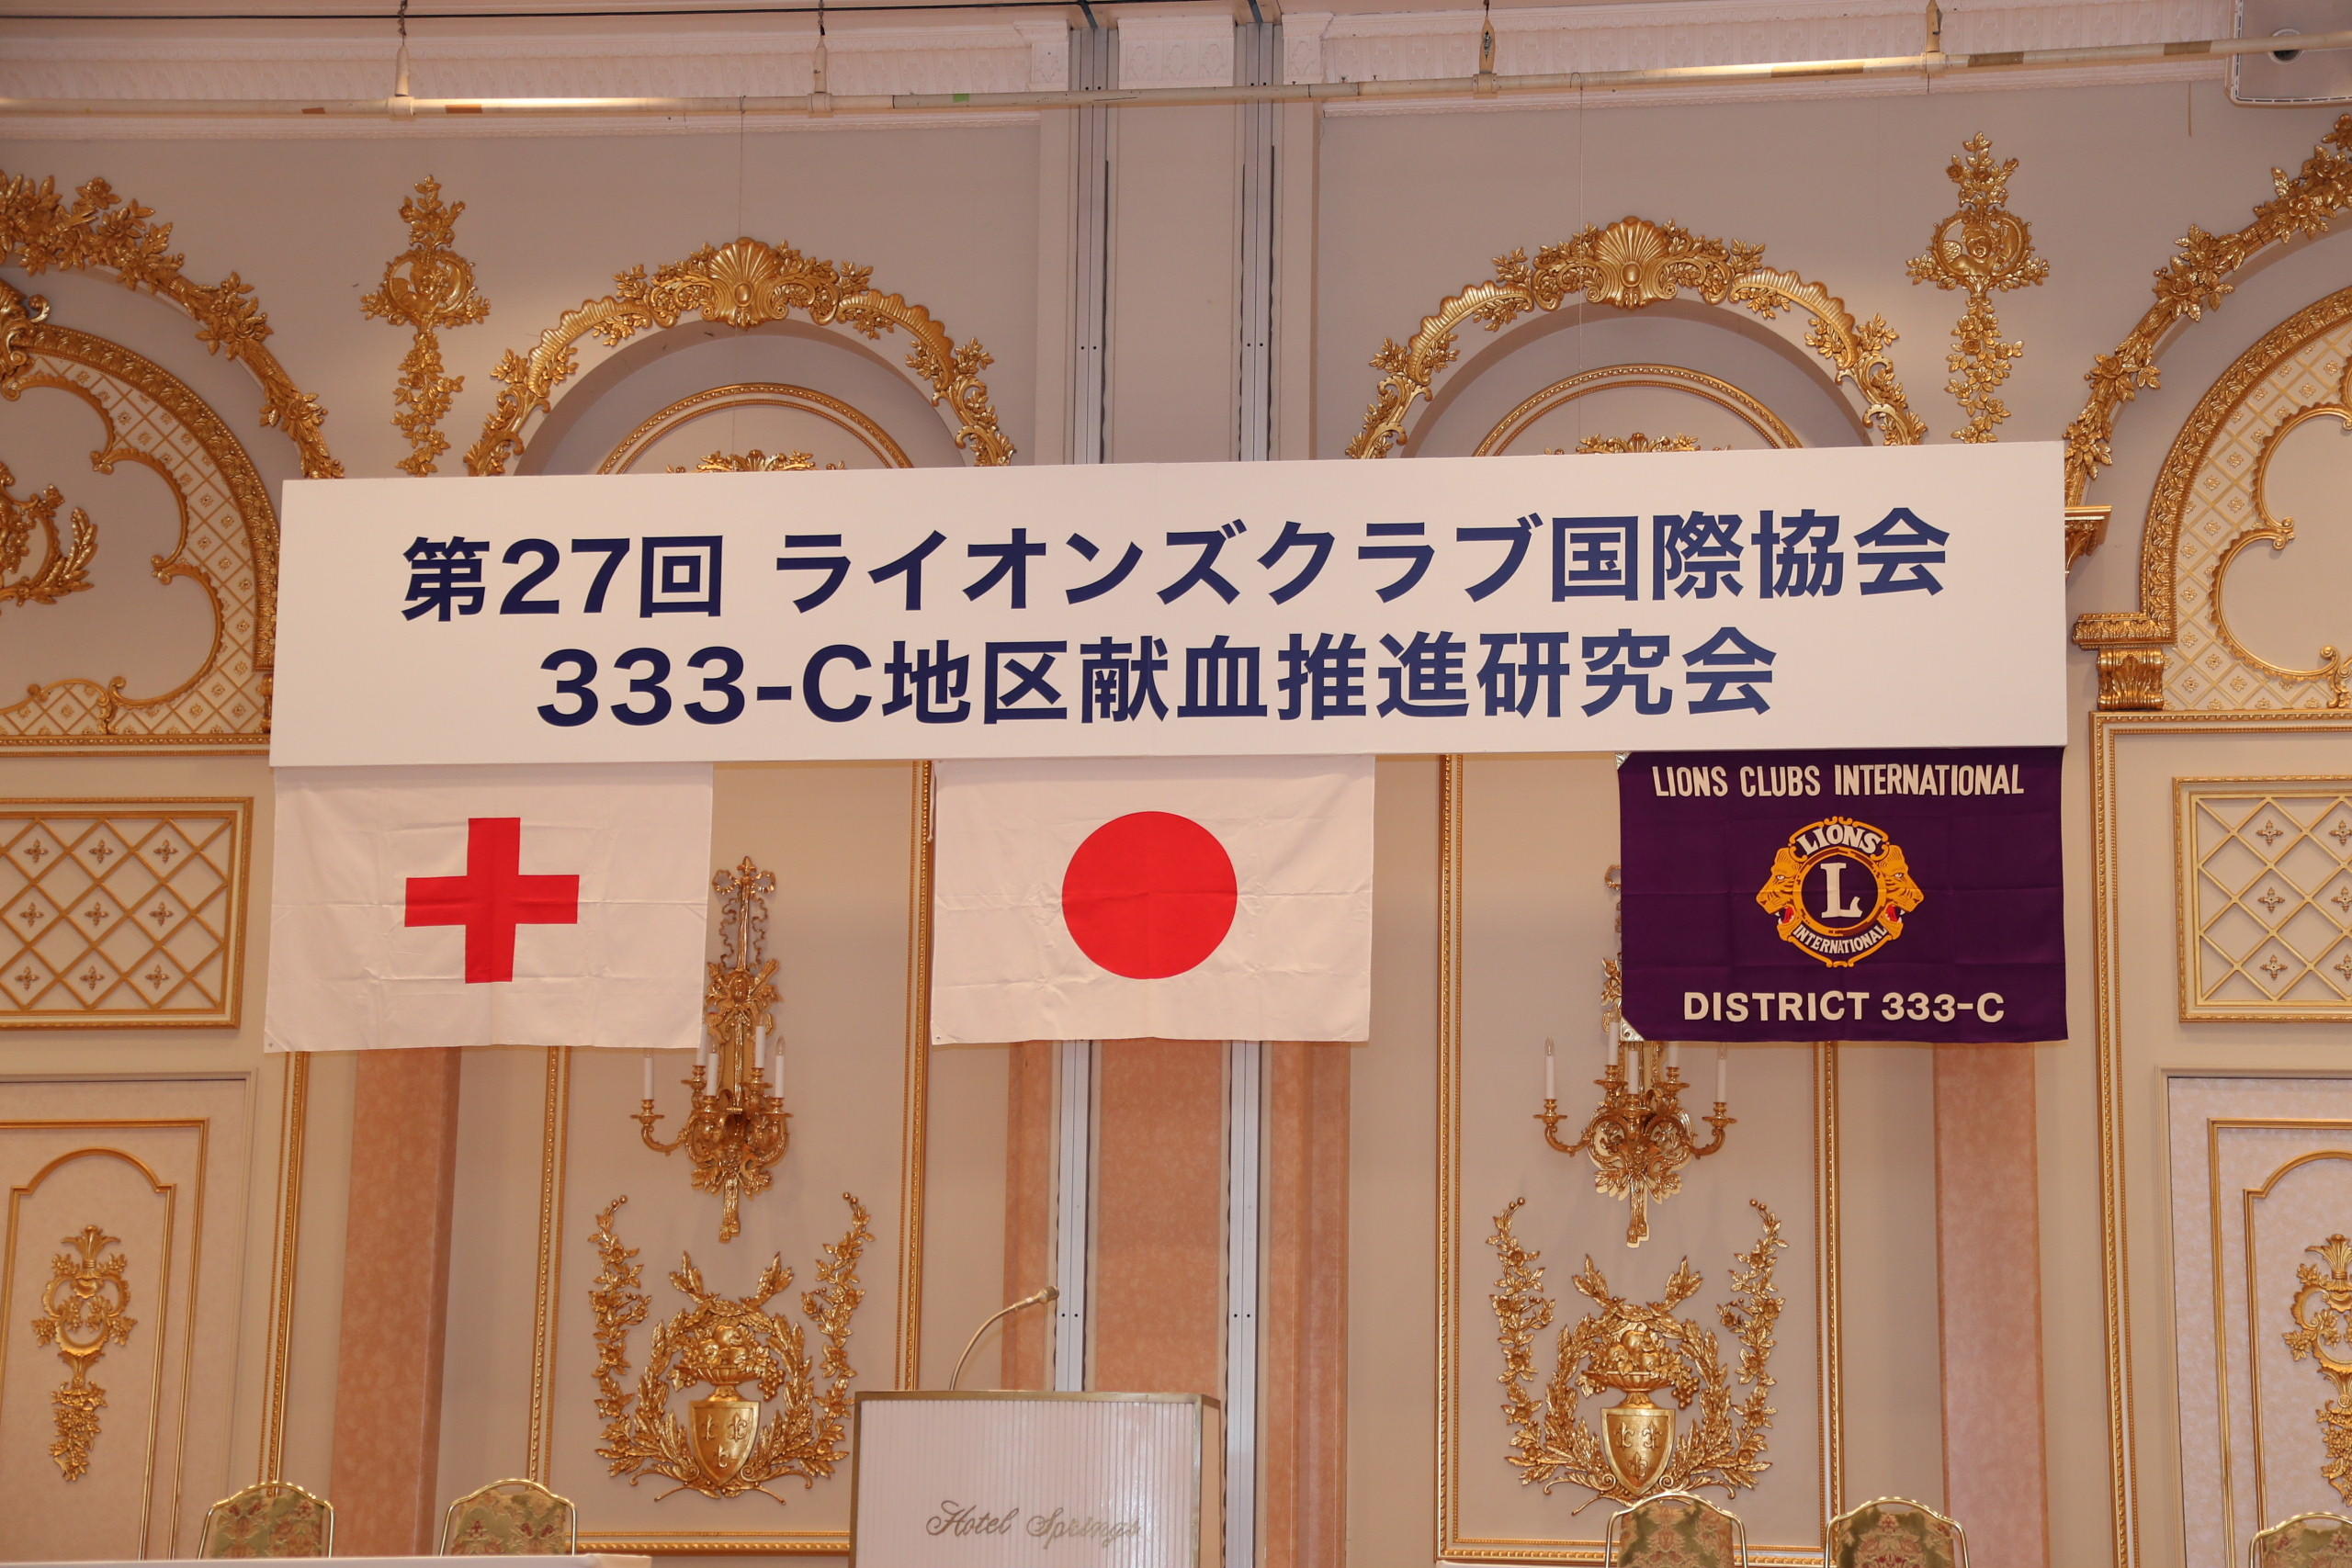 第27回 ライオンズクラブ国際協会
333-C地区献血推進研究会
LIONS CLUBS INTERNATIONAL
LIONS
L
INTERNATIONAL
DISTRICT 333-C
Hotel Springs